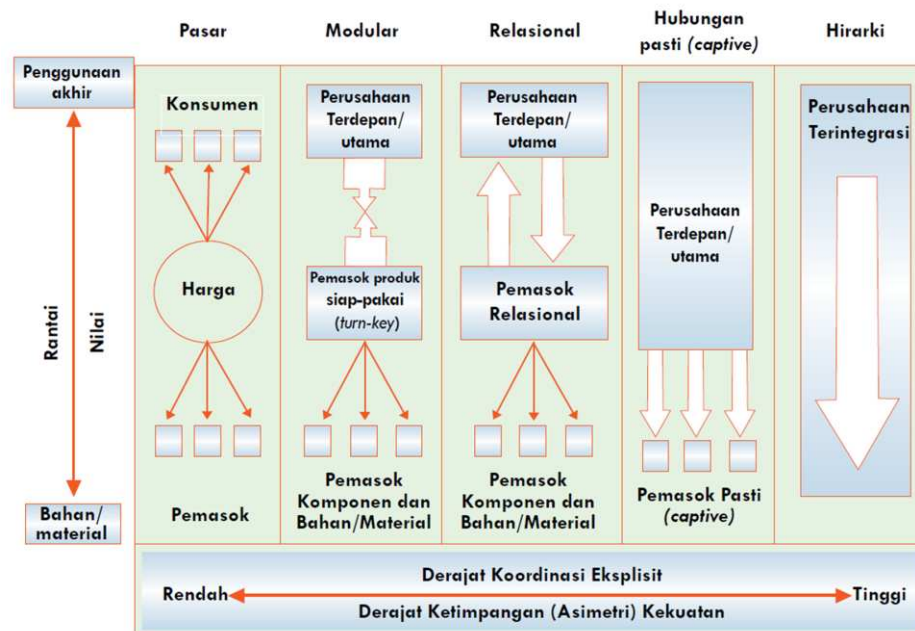 Pasar
Modular
Relasional
Hubungan
pasti (captive)
Hirarki
Penggunaan
akhir
Rantai
Nilai
Bahan/
material
Konsumen
Harga
Pemasok
Perusahaan
Terdepan/
utama
Pemasok produk
siap-pakai
(turn-key)
Pemasok
Komponen dan
Bahan/Material
Perusahaan
Terdepan/
utama
Pemasok
Relasional
Pemasok
Komponen dan
Bahan/Material
Perusahaan
Terdepan/
utama
Pemasok Pasti
(captive)
Perusahaan
Terintegrasi
Derajat Koordinasi Eksplisit
Rendah
Tinggi
Derajat Ketimpangan (Asimetri) Kekuatan